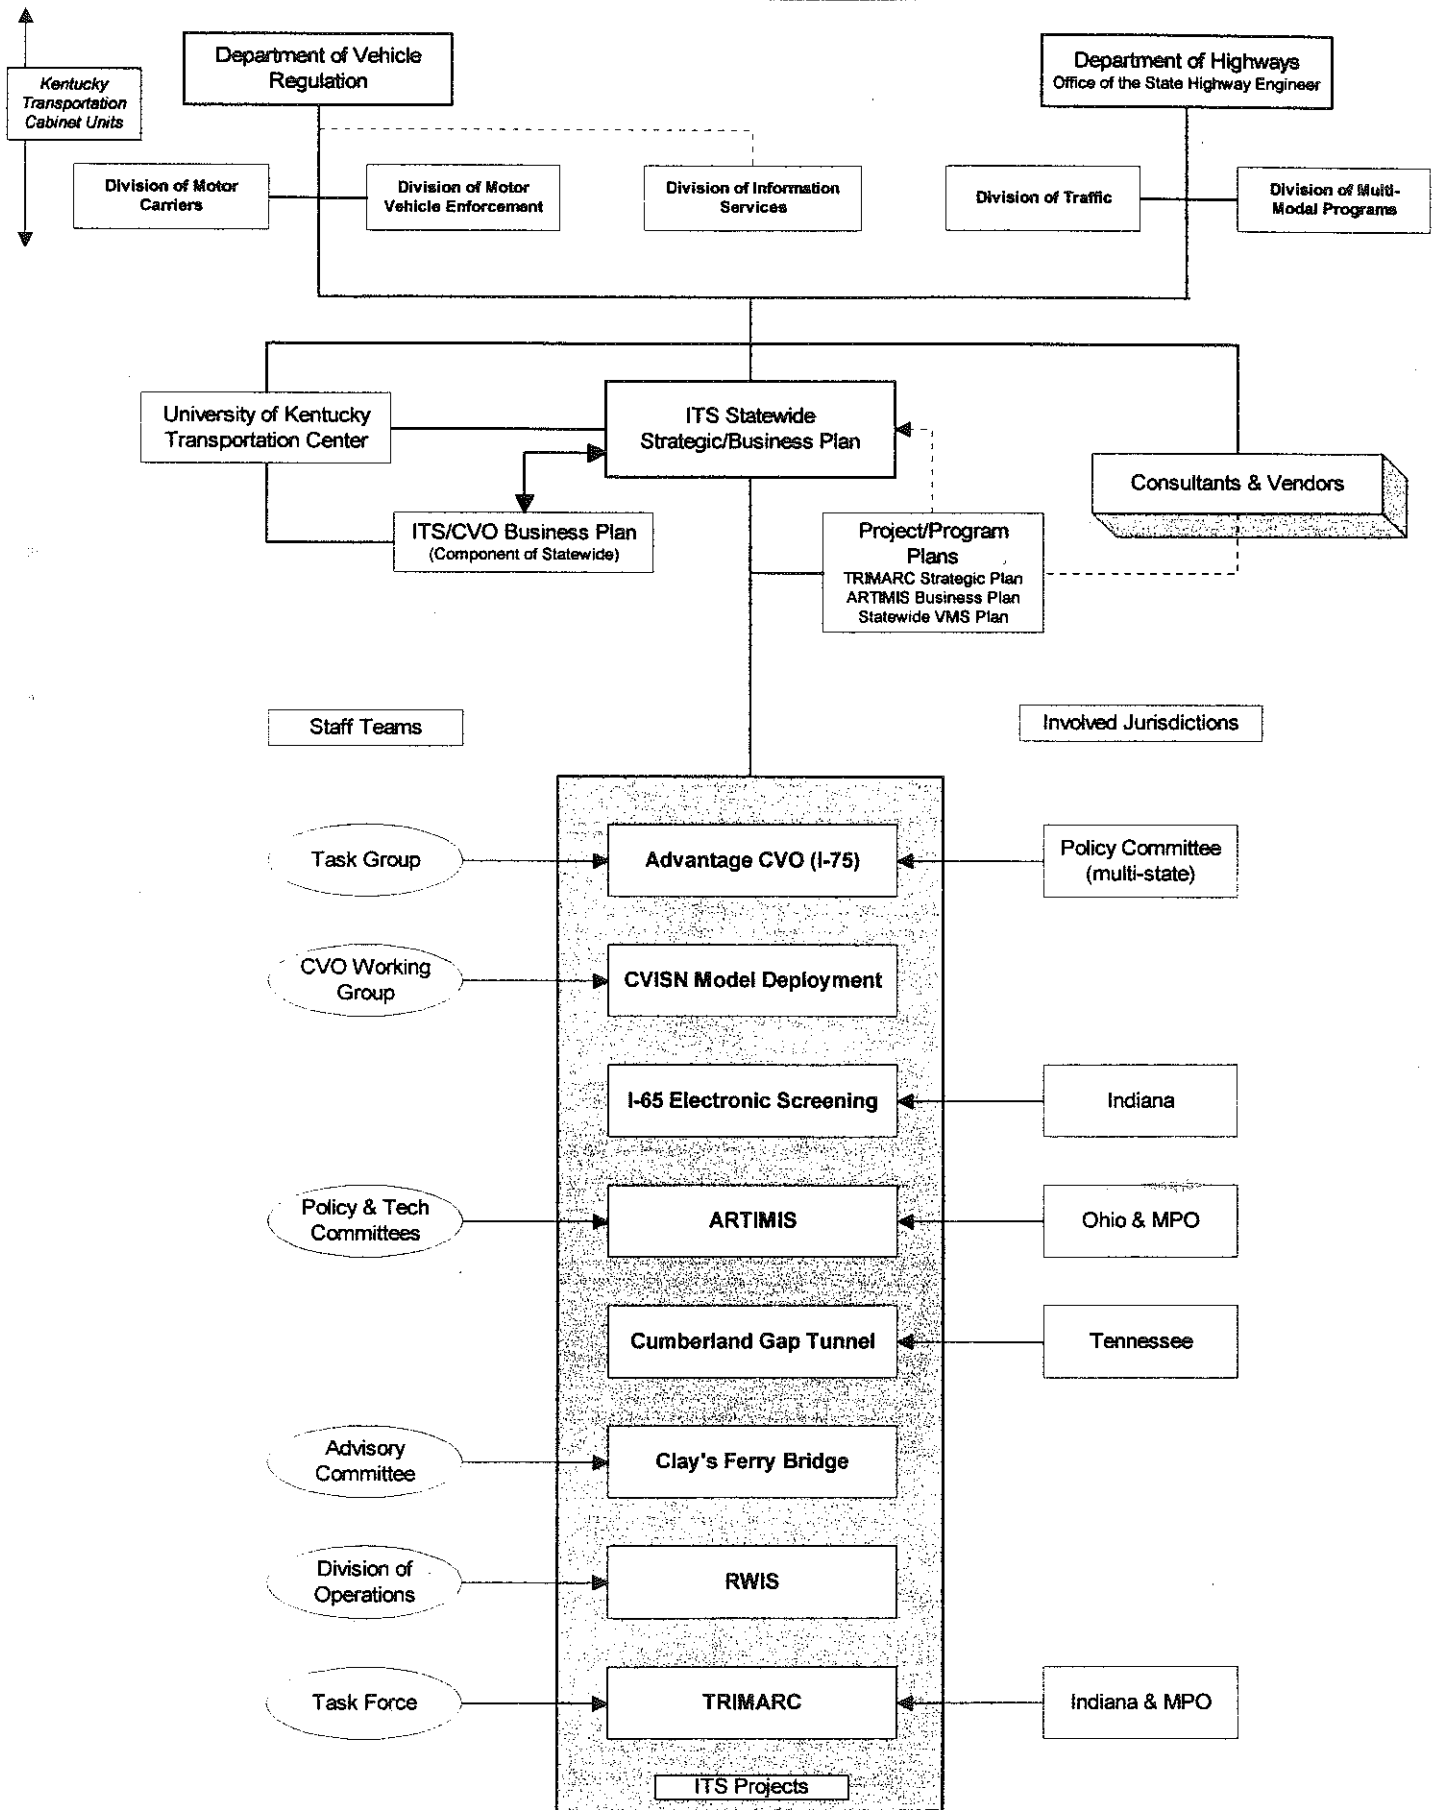 Department of Vehicle
Regulation
Department of Highways
Office of the State Highway Engineer
Kentucky
Transportation
Cabinet Units
Division of Motor
Carriers
Division of Motor
Vehicle Enforcement
Division of Information
Services
Division of Traffic
Division of Multi-
Modal Programs
University of Kentucky
Transportation Center
ITS Statewide
Strategic/Business Plan
Consultants & Vendors
ITS/CVO Business Plan
(Component of Statewide)
Project/Program
Plans
TRIMARC Strategic Plan
ARTIMIS Business Plan
Statewide VMS Plan
Staff Teams
Involved Jurisdictions
Task Group
Advantage CVO (I-75)
Policy Committee
(multi-state)
CVO Working
Group
CVISN Model Deployment
I-65 Electronic Screening
Indiana
Policy & Tech
Committees
ARTIMIS
Ohio & MPO
Cumberland Gap Tunnel
Tennessee
Advisory
Committee
Clay's Ferry Bridge
Division of
Operations
RWIS
Task Force
TRIMARC
Indiana & MPO
ITS Projects